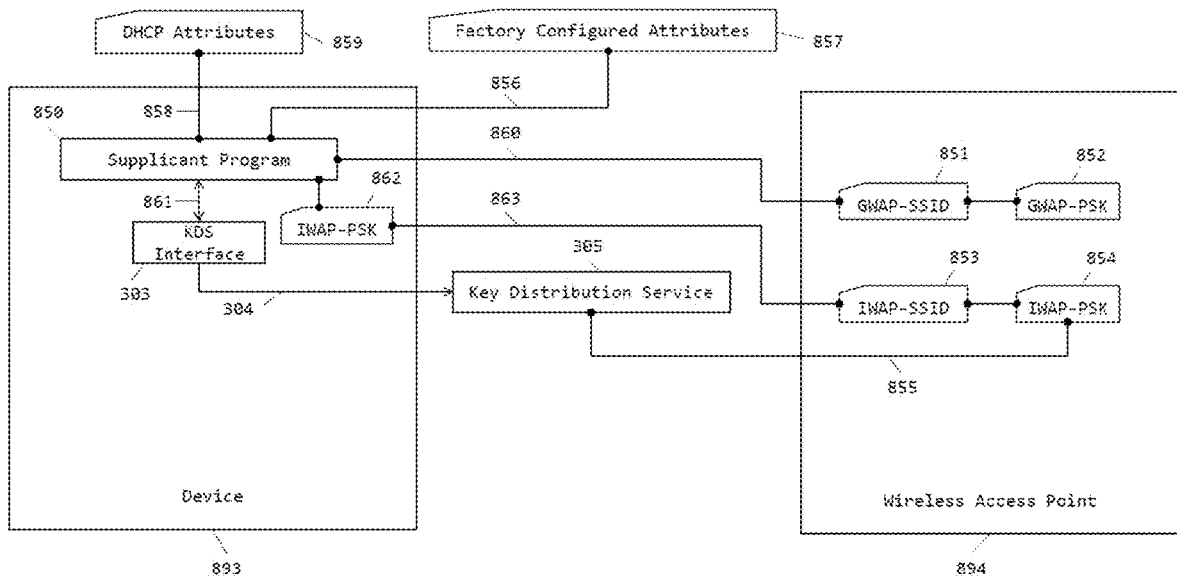 DHCP Attributes
859
Factory Configured Attributes
857
856
850
858
860
Supplicant Program
851
852
862
861
863
GWAP-SSID
GWAP-PSK
KDS
Interface
IWAP-PSK
305
853
854
303
304
Key Distribution Service
IWAP-SSID
IWAP-PSK
855
Device
Wireless Access Point
893
894